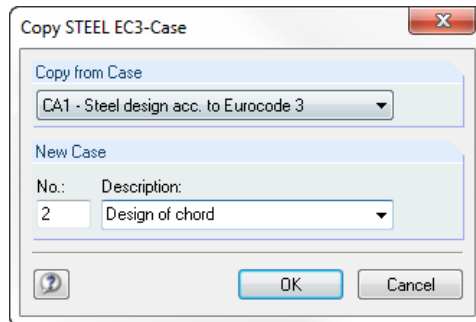 Copy STEEL EC3-Case
Copy from Case
CA1 - Steel design acc. to Eurocode 3
New Case
No.: Description:
2 Design of chord
OK Cancel